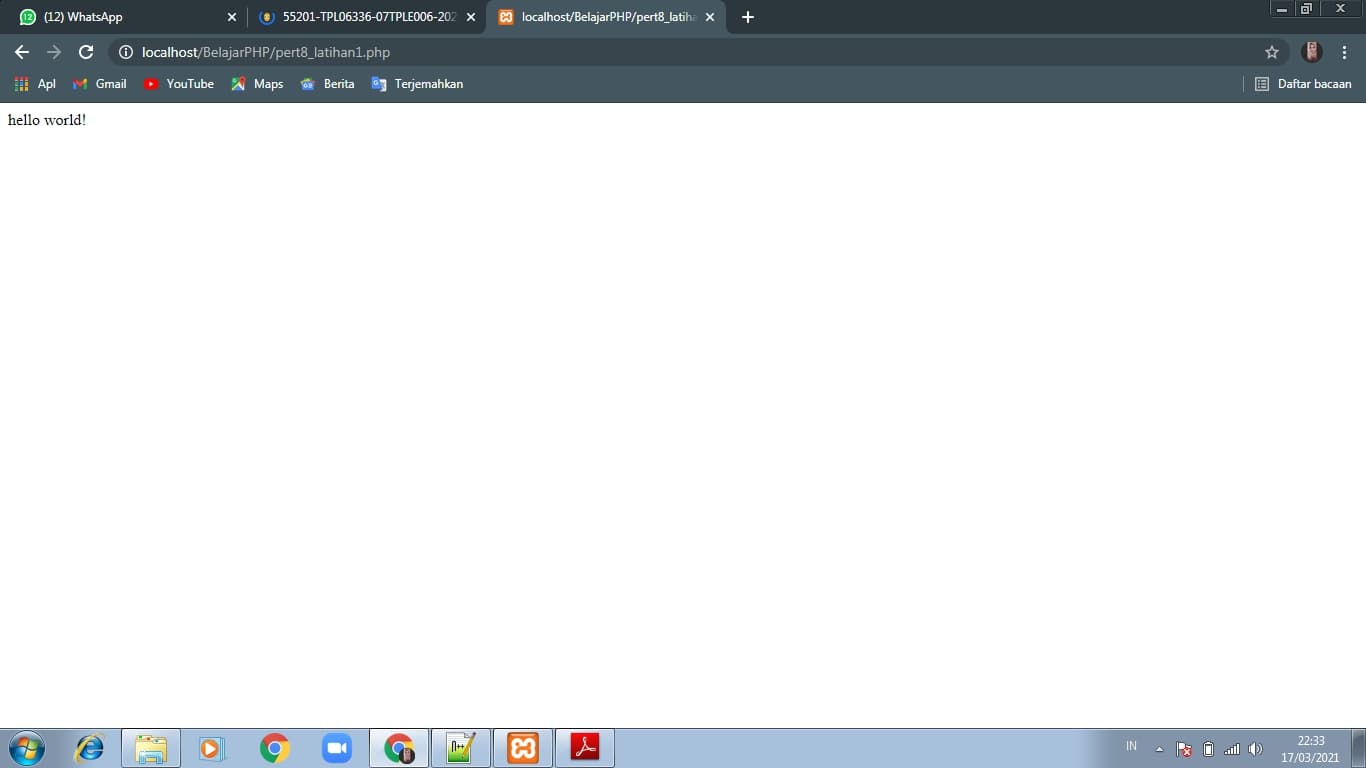 (12) WhatsApp
55201-TPL06336-07TPLE006-202
localhost/BelajarPHP/pert8_latiha
localhost/BelajarPHP/pert8_latihan1.php
Apl Gmail YouTube Maps Berita Terjemahkan Daftar bacaan
hello world!
IN
22:33
17/03/2021